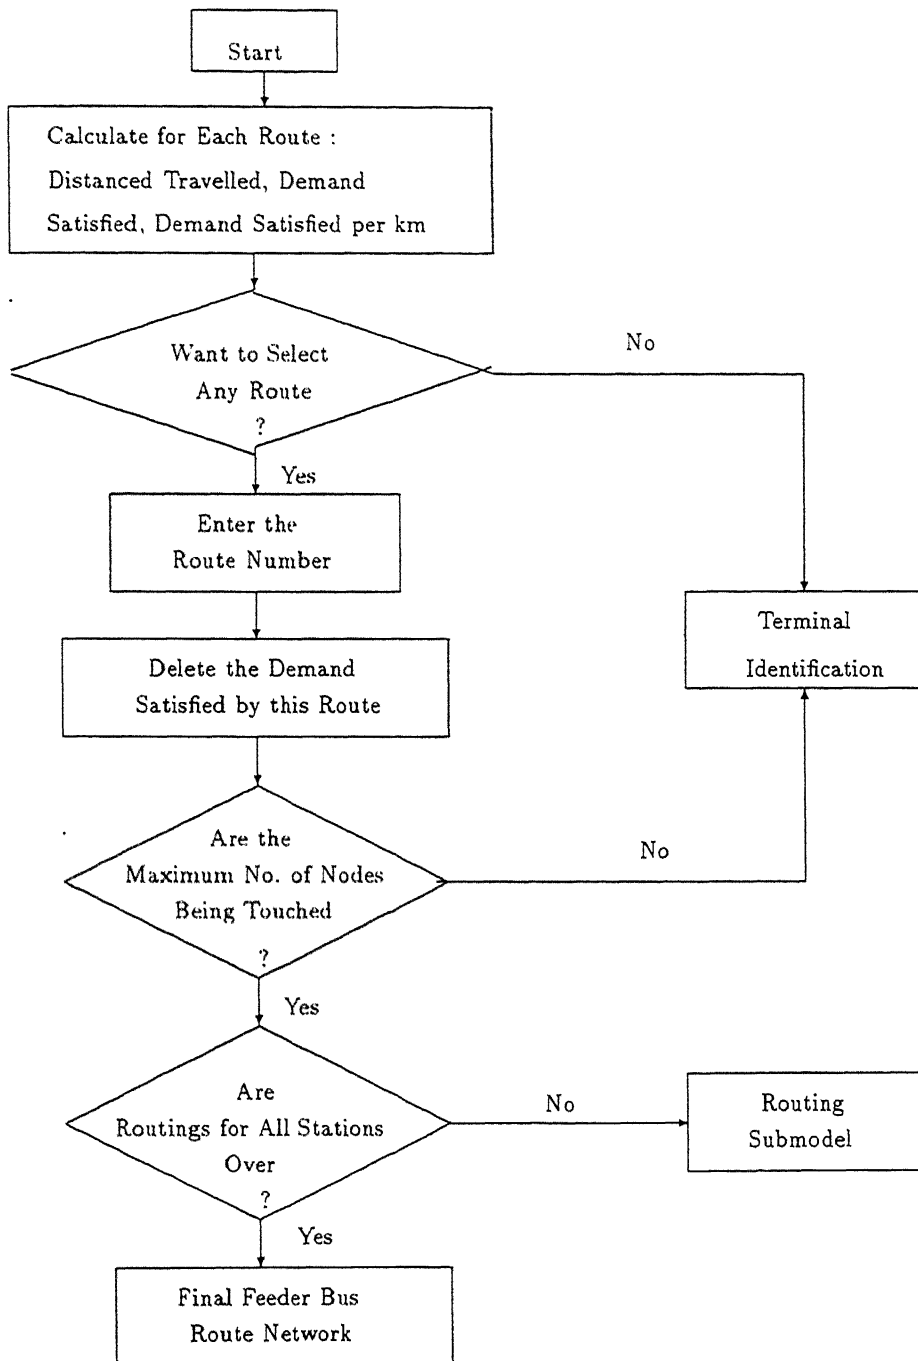 Start
Calculate for Each Route :
Distanced Travelled, Demand
Satisfied, Demand Satisfied per km
Want to Select
Any Route
?
No
Yes
Enter the
Route Number
Terminal
Identification
Delete the Demand
Satisfied by this Route
Are the
Maximum No. of Nodes
Being Touched
?
No
Yes
Are
Routings for All Stations
Over
?
No
Routing
Submodel
Yes
Final Feeder Bus
Route Network